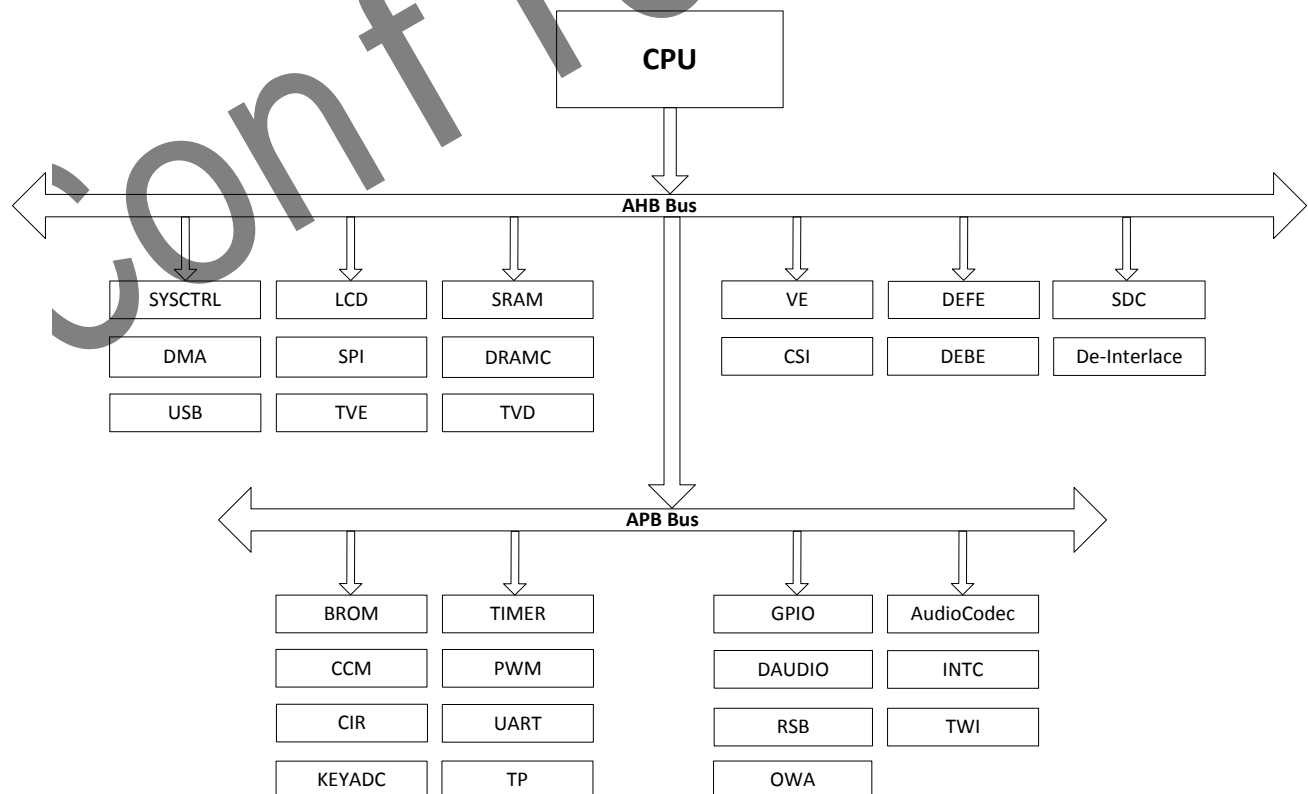 CPU
AHB Bus
SYSCTRL LCD SRAM VE DEFE SDC
DMA SPI DRAMC CSI DEBE De-Interlace
USB TVE TVD
APB Bus
BROM TIMER GPIO AudioCodec
CCM PWM DAUDIO INTC
CIR UART RSB TWI
KEYADC TP OWA